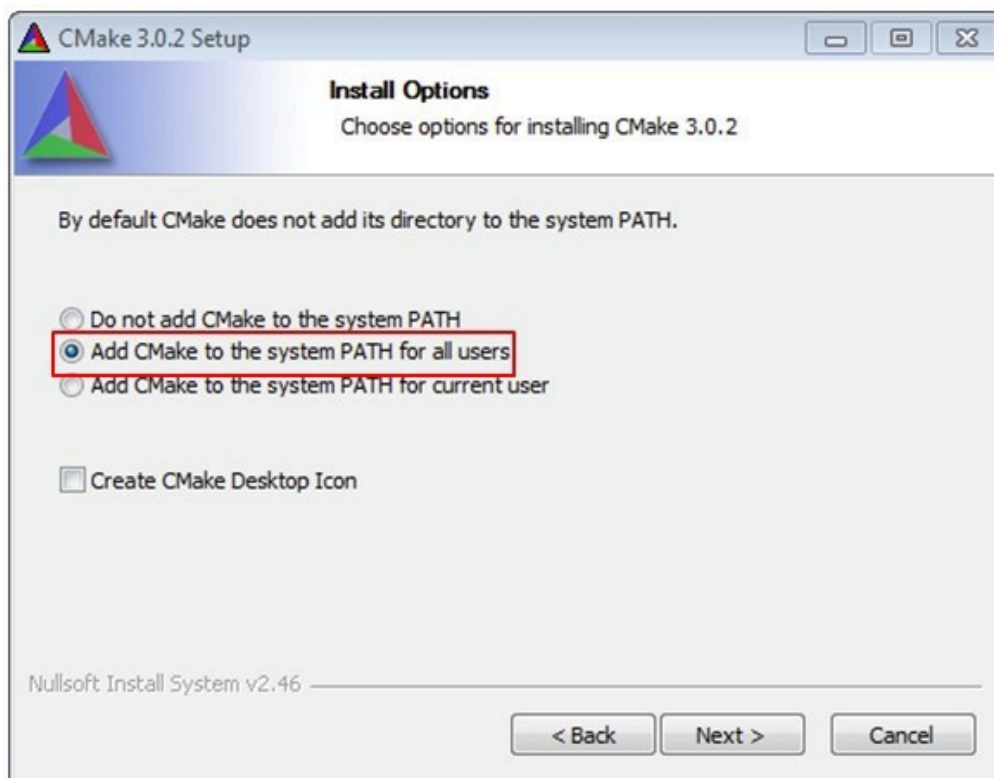 CMake 3.0.2 Setup
Install Options
Choose options for installing CMake 3.0.2
By default CMake does not add its directory to the system PATH.
Do not add CMake to the system PATH
Add CMake to the system PATH for all users
Add CMake to the system PATH for current user
Create CMake Desktop Icon
Nullsoft Install System v2.46
< Back Next > Cancel